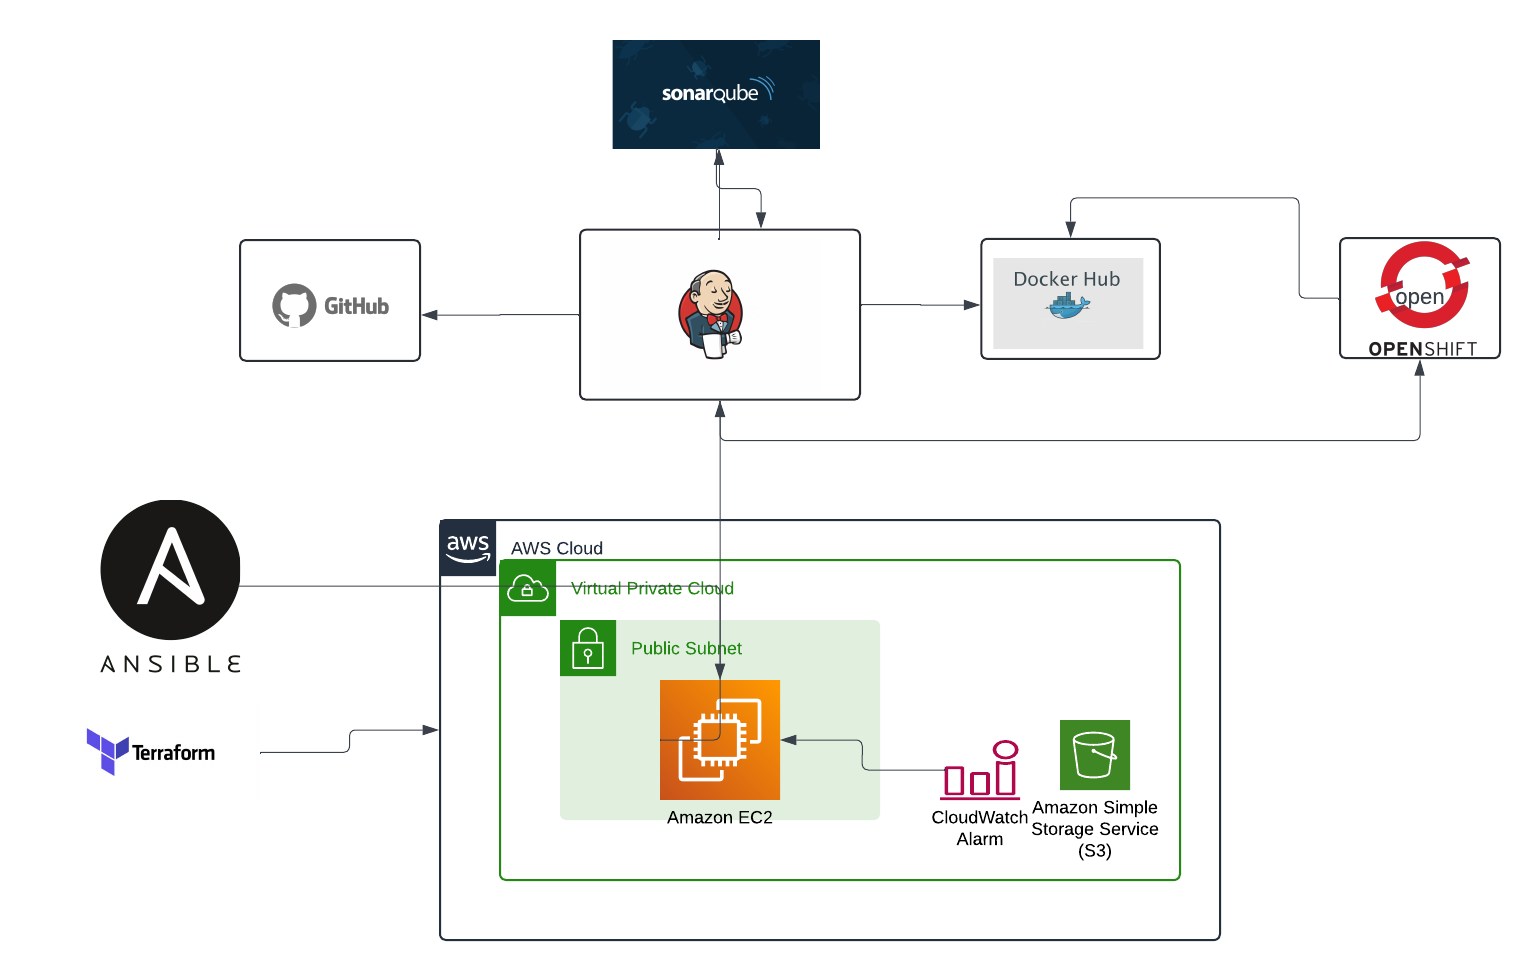 sonarqube
GitHub
Docker Hub
open
OPENSHIFT
aws
AWS Cloud
Virtual Private Cloud
ANSIBLE
Public Subnet
Terraform
Amazon EC2
CloudWatch
Alarm
Amazon Simple
Storage Service
(S3)